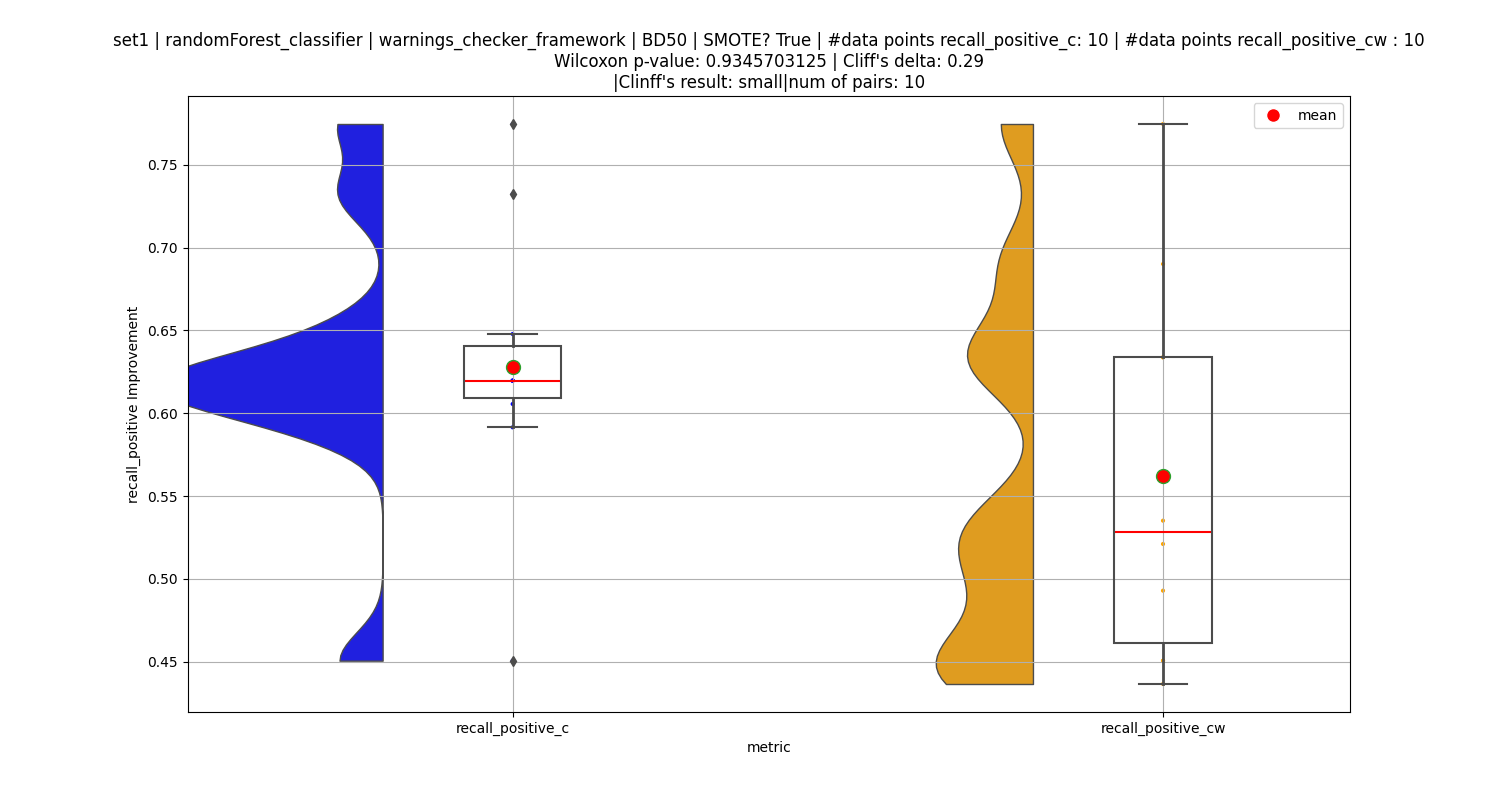 set1 | randomForest_classifier | warnings_checker_framework | BD50 | SMOTE? True | #data points recall_positive_c: 10 | #data points recall_positive_cw : 10
Wilcoxon p-value: 0.9345703125 | Cliff's delta: 0.29
|Clinff's result: small|num of pairs: 10
mean
0.75
0.70
0.65
0.60
0.55
0.50
0.45
recall_positive Improvement
recall_positive_c
recall_positive_cw
metric